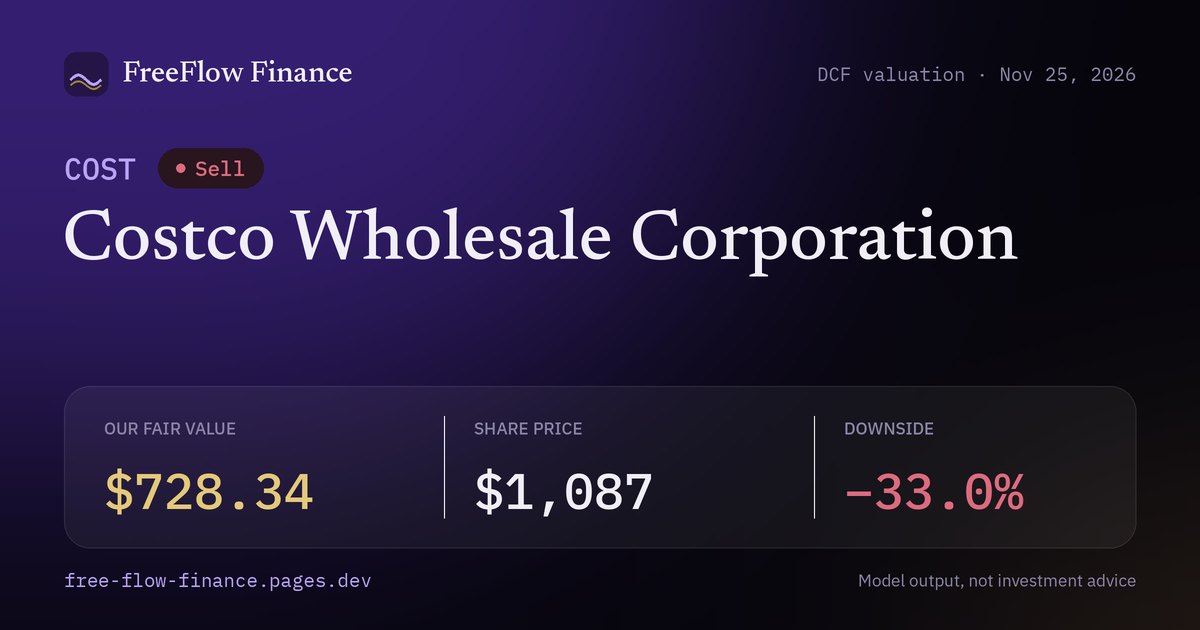 FreeFlow Finance
DCF valuation · Nov 25, 2026
COST
Sell
Costco Wholesale Corporation
OUR FAIR VALUE
$728.34
SHARE PRICE
$1,087
DOWNSIDE
−33.0%
free-flow-finance.pages.dev
Model output, not investment advice